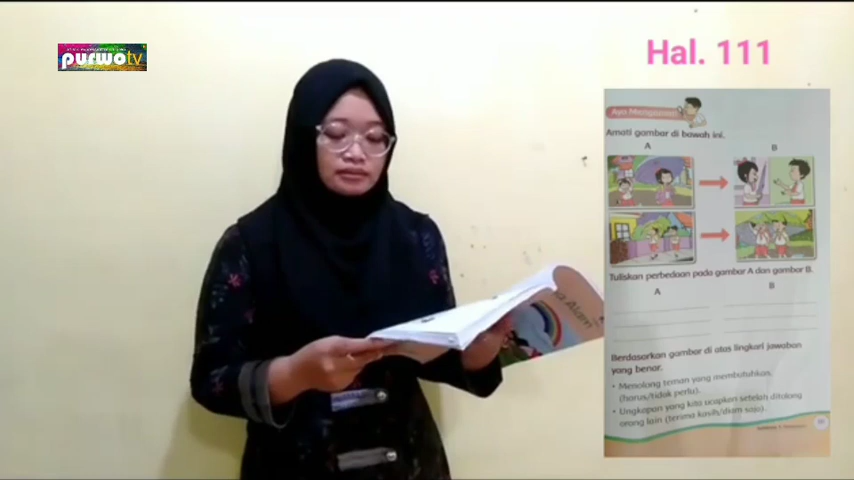 purwotv
Hal. 111
Ayo Mengamati
Amati gambar di bawah ini.
A
B
Tuliskan perbedaan pada gambar A dan gambar B.
A
B
Berdasarkan gambar di atas lingkari jawaban
yang benar.
• Menolong teman yang membutuhkan.
(harus/tidak perlu).
• Ungkapan yang kita ucapkan setelah ditolong
orang lain (terima kasih/diam saja).
Alam